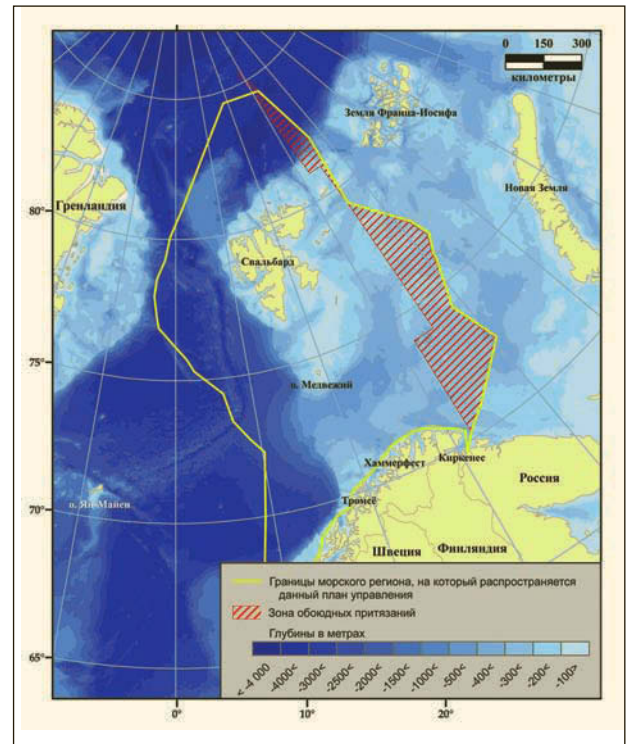 0 150 300
километры
Земля Франца-Иосифа
Новая Земля
80°
Гренландия
Свальбард
75°
о. Медвежий
Хаммерфест
Киркенес
Россия
Тромсё
о. Ян-Майен
70°
Швеция
Финляндия
Границы морского региона, на который распространяется
данный план управления
Зона обоюдных притязаний
Глубины в метрах
< -4 000
-4000<
-3000<
-2500<
-2000<
-1500<
-1000<
-500<
-400<
-300<
-200<
-100>
65°
0°
10°
20°